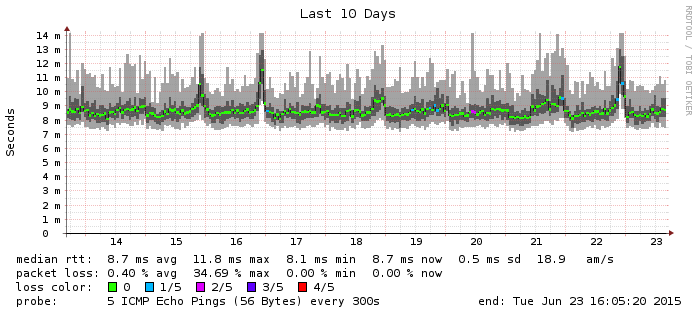 Last 10 Days
RRDTOOL / TOBI OETIKER
Seconds
14 m
13 m
12 m
11 m
10 m
9 m
8 m
7 m
6 m
5 m
4 m
3 m
2 m
1 m
0
14 15 16 17 18 19 20 21 22 23
median rtt: 8.7 ms avg 11.8 ms max 8.1 ms min 8.7 ms now 0.5 ms sd 18.9 am/s
packet loss: 0.40 % avg 34.69 % max 0.00 % min 0.00 % now
loss color: 0 1/5 2/5 3/5 4/5
probe: 5 ICMP Echo Pings (56 Bytes) every 300s end: Tue Jun 23 16:05:20 2015